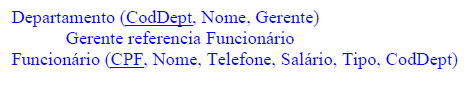 Departamento (CodDept, Nome, Gerente)
Gerente referencia Funcionário
Funcionário (CPF, Nome, Telefone, Salário, Tipo, CodDept)